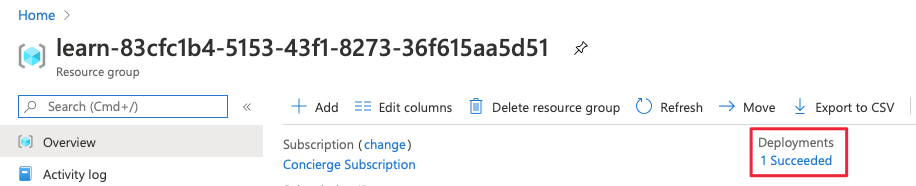 Home >
learn-83cfc1b4-5153-43f1-8273-36f615aa5d51
Resource group
Search (Cmd+/)
«
Add
Edit columns
Delete resource group
Refresh
Move
Export to CSV
Overview
Activity log
Subscription (change)
Concierge Subscription
Deployments
1 Succeeded